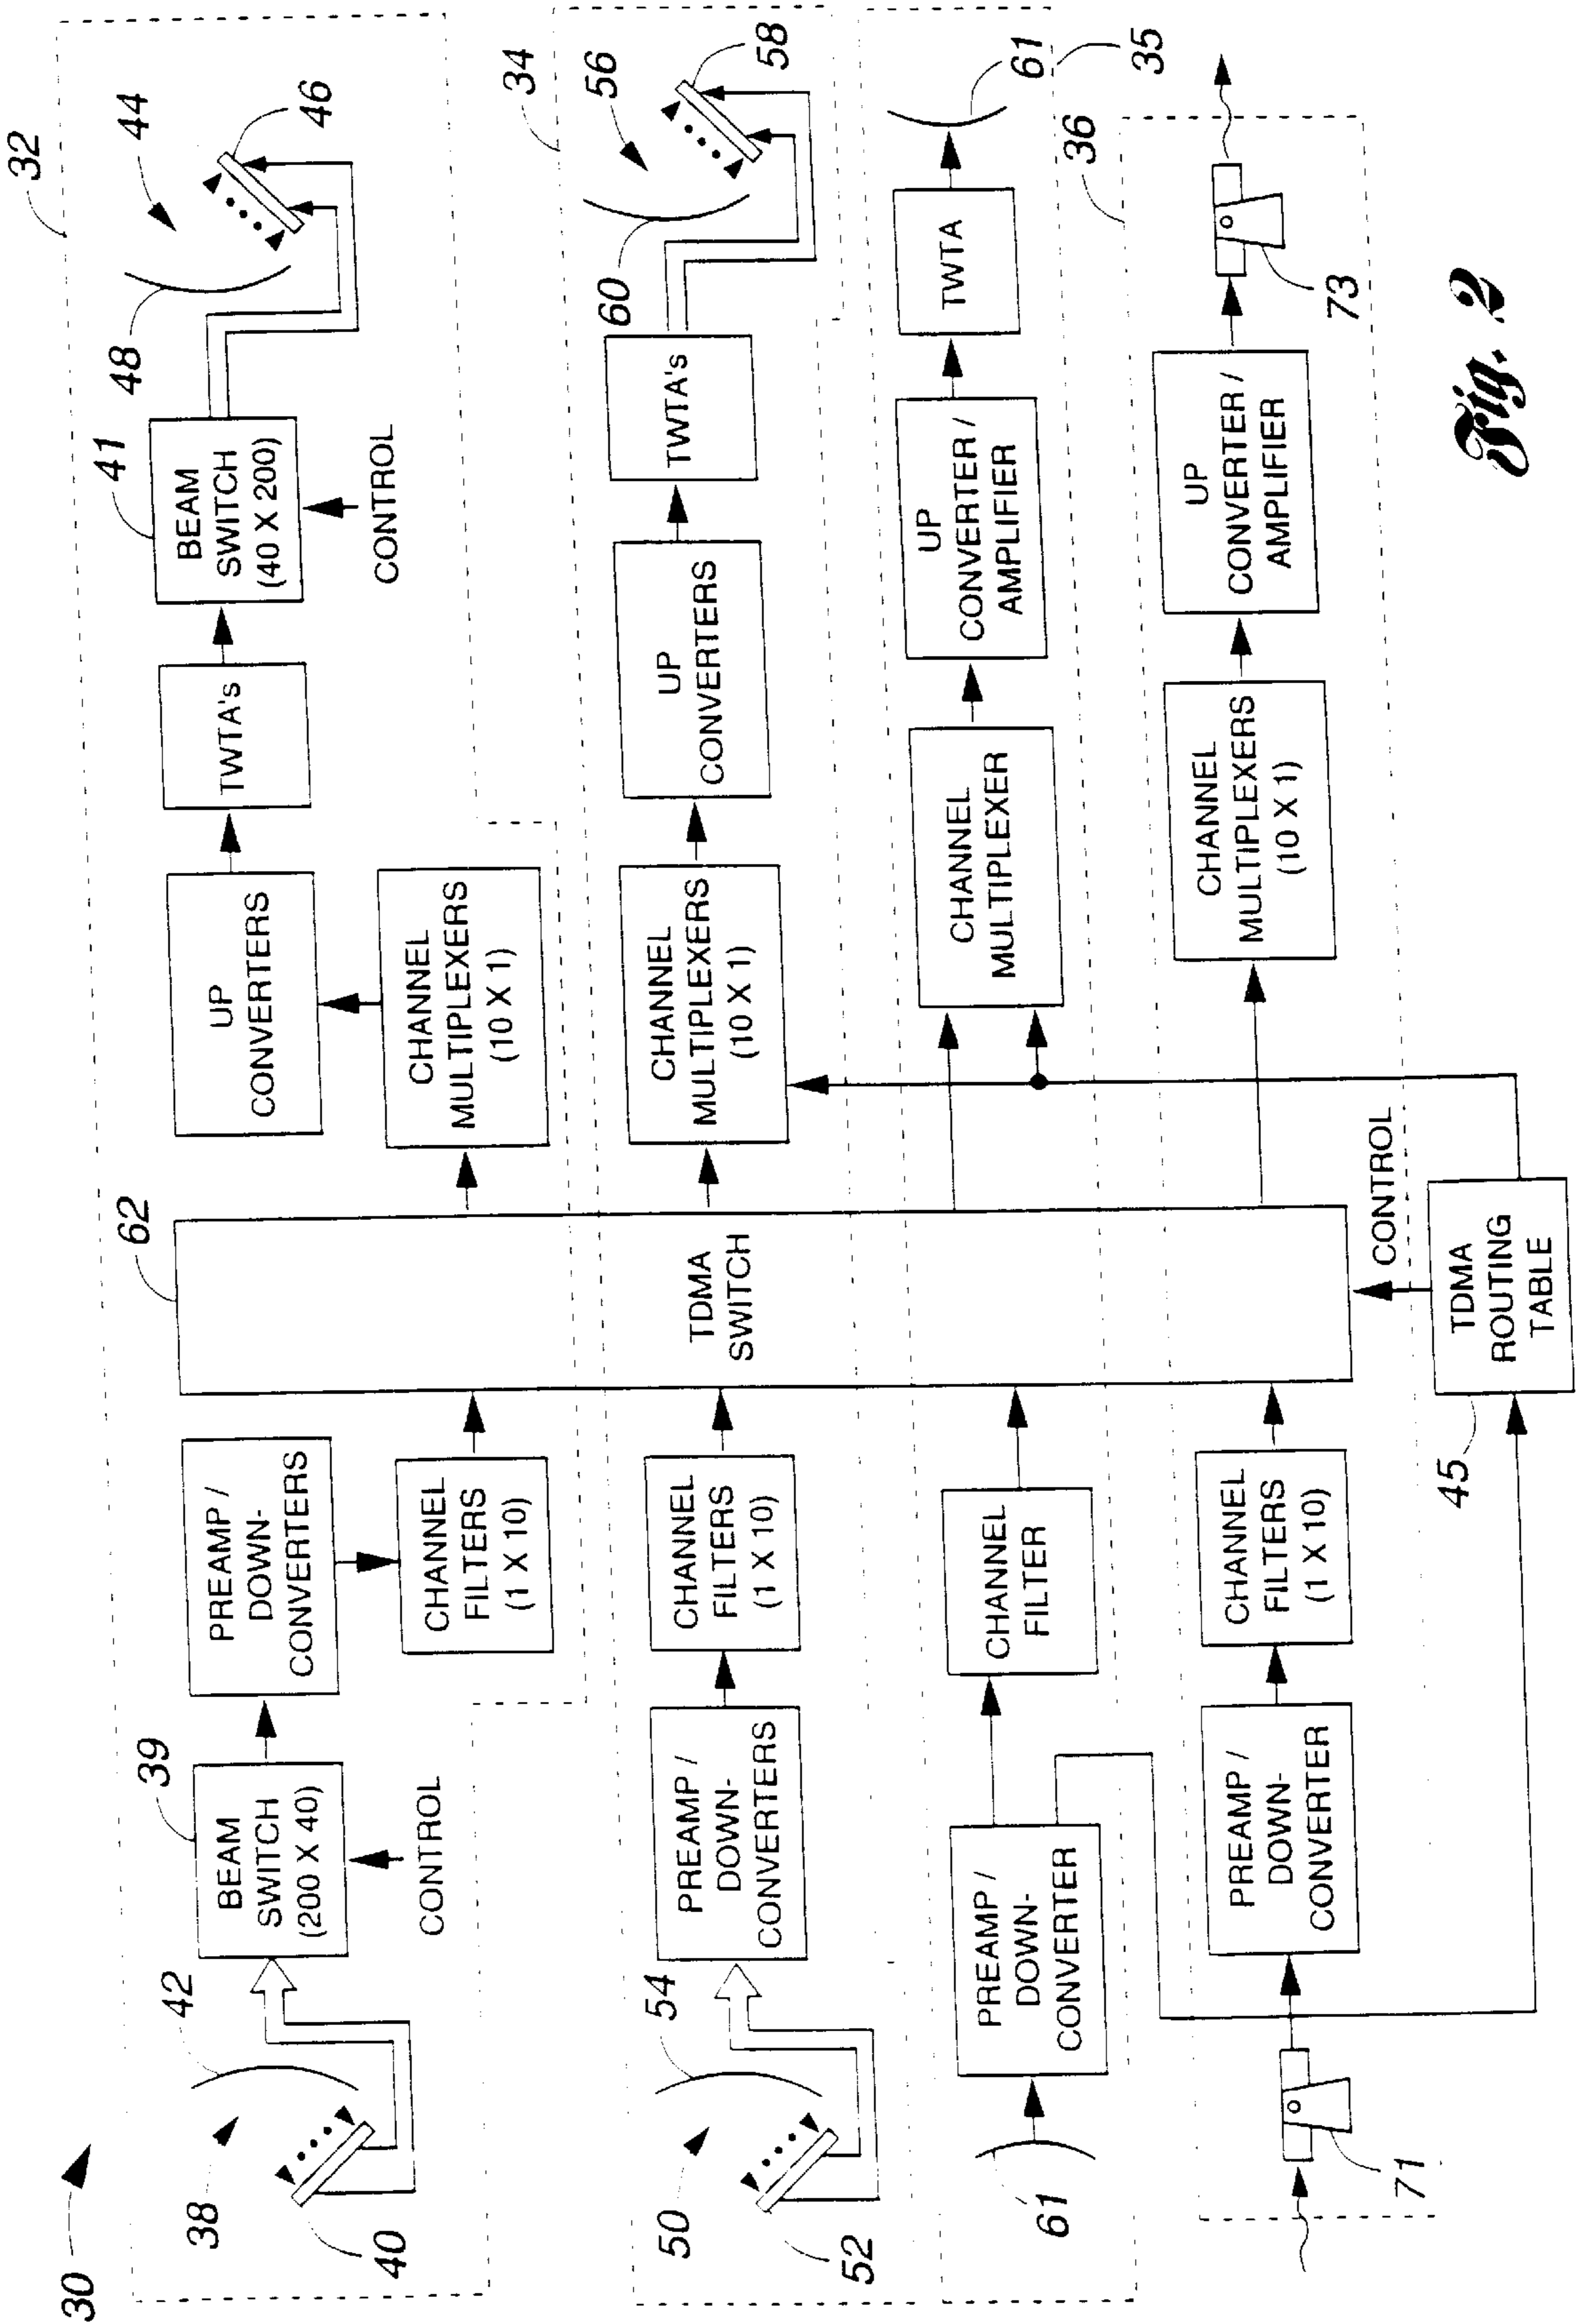 30
32
38
40
42
39
BEAM
SWITCH
(200 X 40)
CONTROL
PREAMP /
DOWN-
CONVERTERS
CHANNEL
FILTERS
(1 X 10)
62
TDMA
SWITCH
CHANNEL
MULTIPLEXERS
(10 X 1)
UP
CONVERTERS
TWTA's
41
BEAM
SWITCH
(40 X 200)
CONTROL
48
44
46
34
50
52
54
PREAMP /
DOWN-
CONVERTERS
CHANNEL
FILTERS
(1 X 10)
CHANNEL
MULTIPLEXERS
(10 X 1)
UP
CONVERTERS
TWTA's
60
56
58
61
PREAMP /
DOWN-
CONVERTER
CHANNEL
FILTER
CHANNEL
MULTIPLEXER
UP
CONVERTER /
AMPLIFIER
TWTA
61
35
36
71
PREAMP /
DOWN-
CONVERTER
CHANNEL
FILTERS
(1 X 10)
CHANNEL
MULTIPLEXERS
(10 X 1)
UP
CONVERTER /
AMPLIFIER
73
CONTROL
45
TDMA
ROUTING
TABLE
Fig. 2